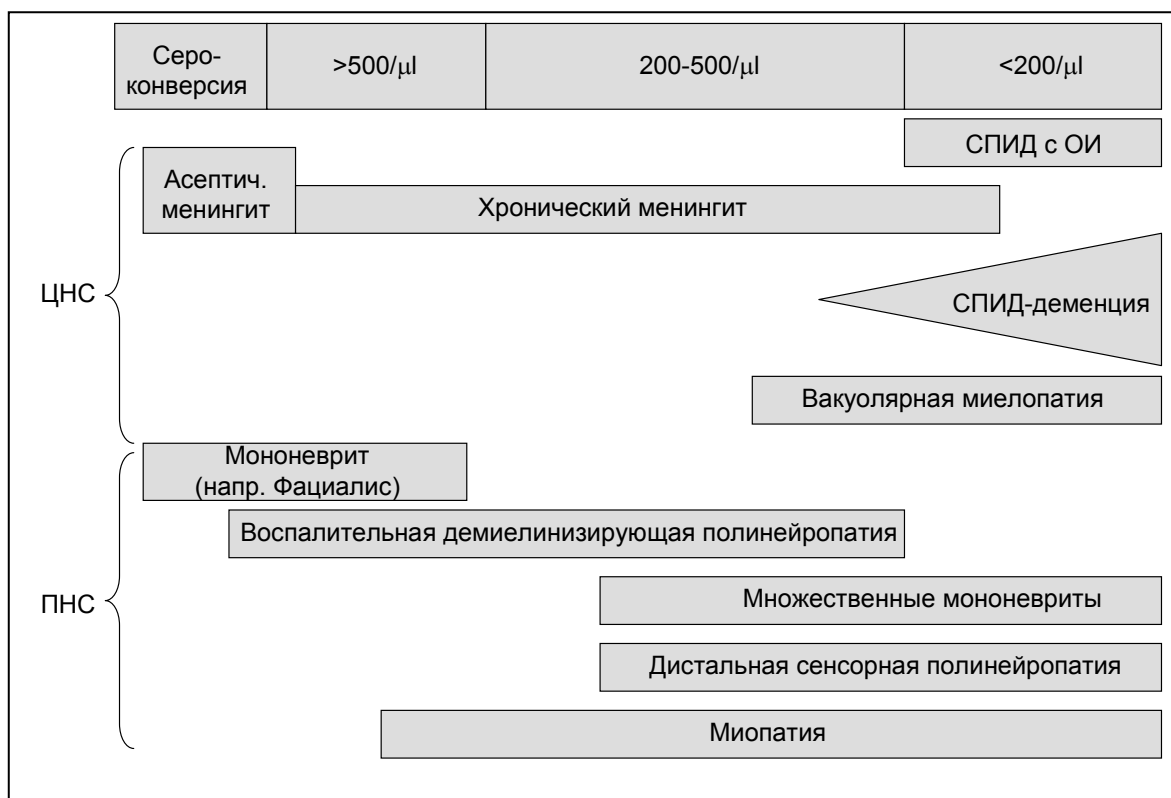 Серо-
конверсия
>500/μl
200-500/μl
<200/μl
СПИД с ОИ
Асептич.
менингит
Хронический менингит
ЦНС
СПИД-деменция
Вакуолярная миелопатия
Мононеврит
(напр. Фациалис)
Воспалительная демиелинизирующая полинейропатия
ПНС
Множественные мононевриты
Дистальная сенсорная полинейропатия
Миопатия